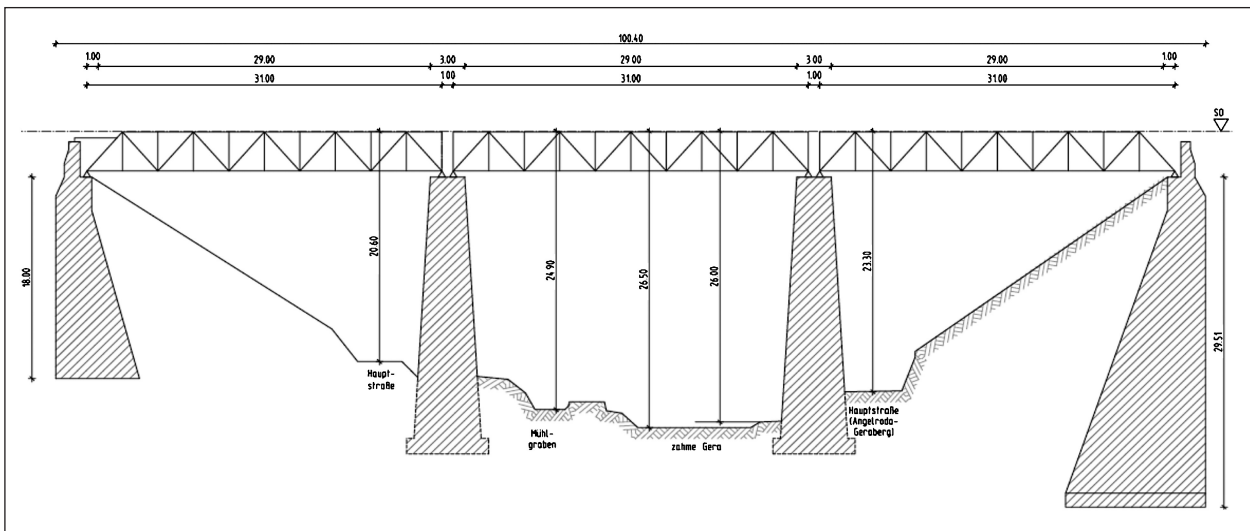 100.40
1.00 29.00 3.00 29.00 3.00 29.00 1.00
31.00 1.00 31.00 1.00 31.00
SO
18.00
20.60
24.90
26.50
26.00
23.30
29.51
Haupt-
straße
Mühl-
graben
zahme Gera
Hauptstraße
(Angelroda-
Geraberg)